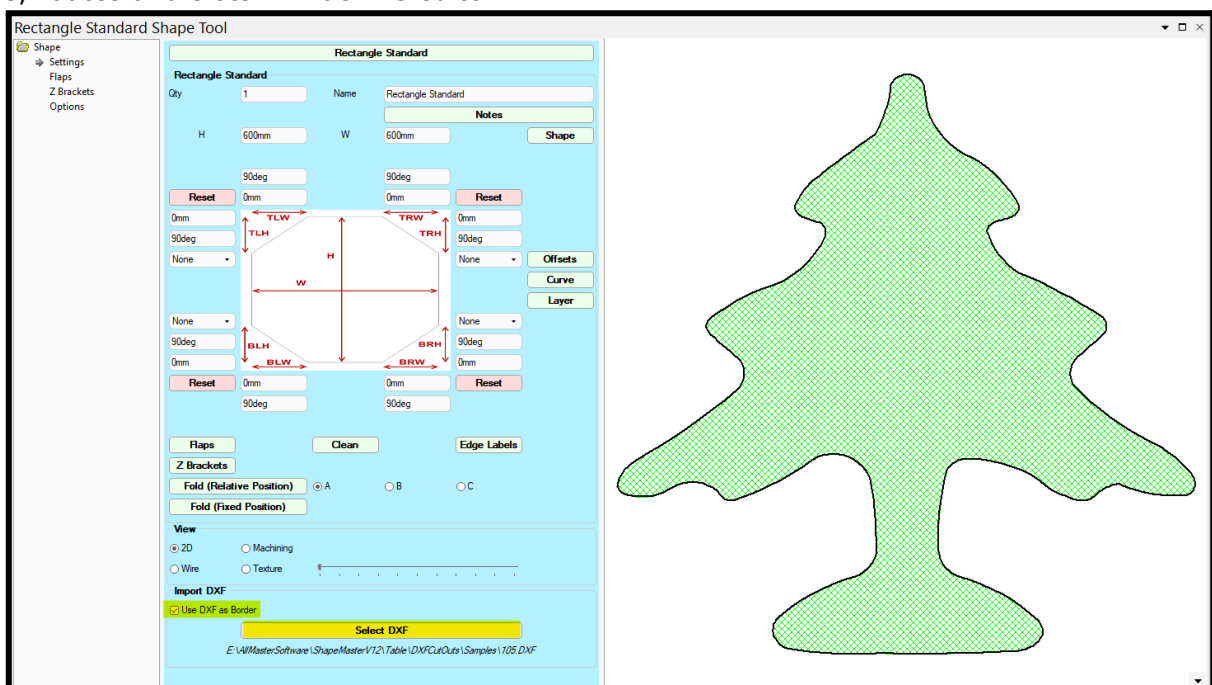 Rectangle Standard Shape Tool
Shape
Settings
Flaps
Z Brackets
Options
Rectangle Standard
Rectangle Standard
Qty 1 Name Rectangle Standard
Notes
H 600mm W 600mm Shape
90deg 90deg
Reset 0mm 0mm Reset
0mm TLW TRW 0mm
90deg TLH TRH 90deg
None H None Offsets
W Curve
Layer
None None
90deg BLH BRH 90deg
0mm BLW BRW 0mm
Reset 0mm 0mm Reset
90deg 90deg
Flaps Clean Edge Labels
Z Brackets
Fold (Relative Position) A B C
Fold (Fixed Position)
View
2D Machining
Wire Texture
Import DXF
Use DXF as Border
Select DXF
E:\AllMasterSoftware\ShapeMasterV12\Table\DXFCutOuts\Samples\105.DXF